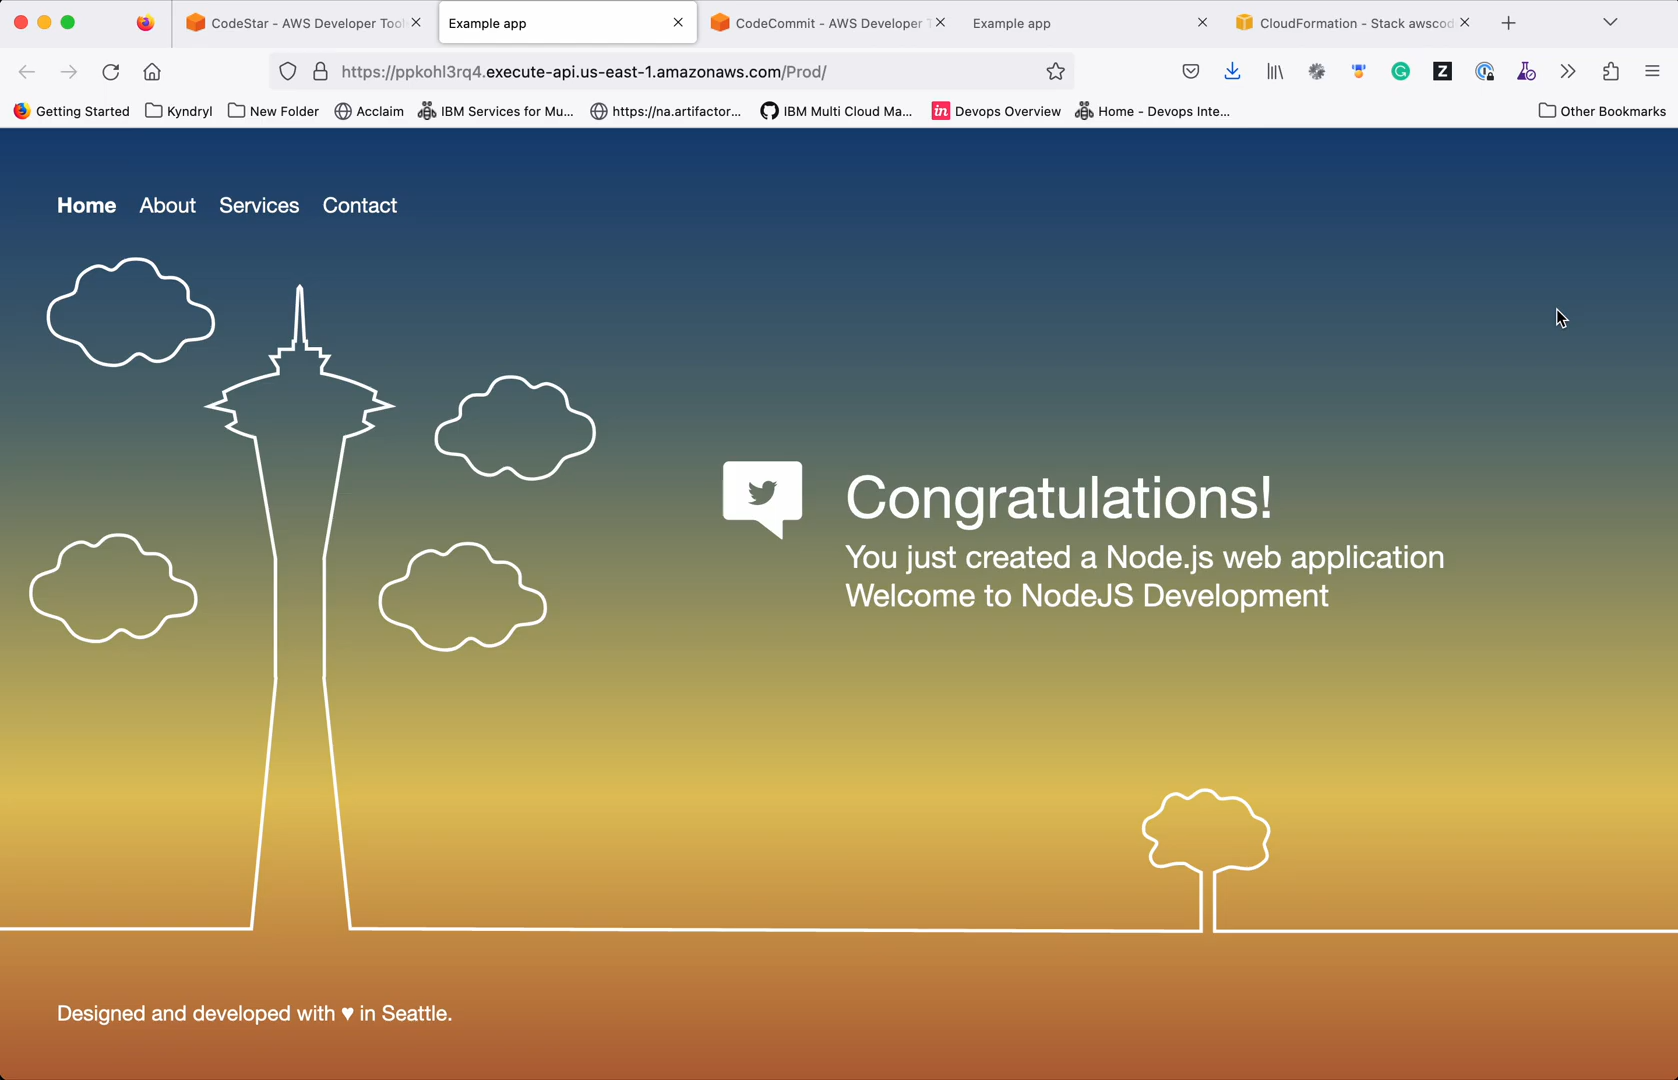 CodeStar - AWS Developer Tool
Example app
CodeCommit - AWS Developer T
Example app
CloudFormation - Stack awscod
https://ppkohl3rq4.execute-api.us-east-1.amazonaws.com/Prod/
Getting Started
Kyndryl
New Folder
Acclaim
IBM Services for Mu...
https://na.artifactor...
IBM Multi Cloud Ma...
in
Devops Overview
Home - Devops Inte...
Other Bookmarks
Home About Services Contact
Congratulations!
You just created a Node.js web application
Welcome to NodeJS Development
Designed and developed with ♥ in Seattle.